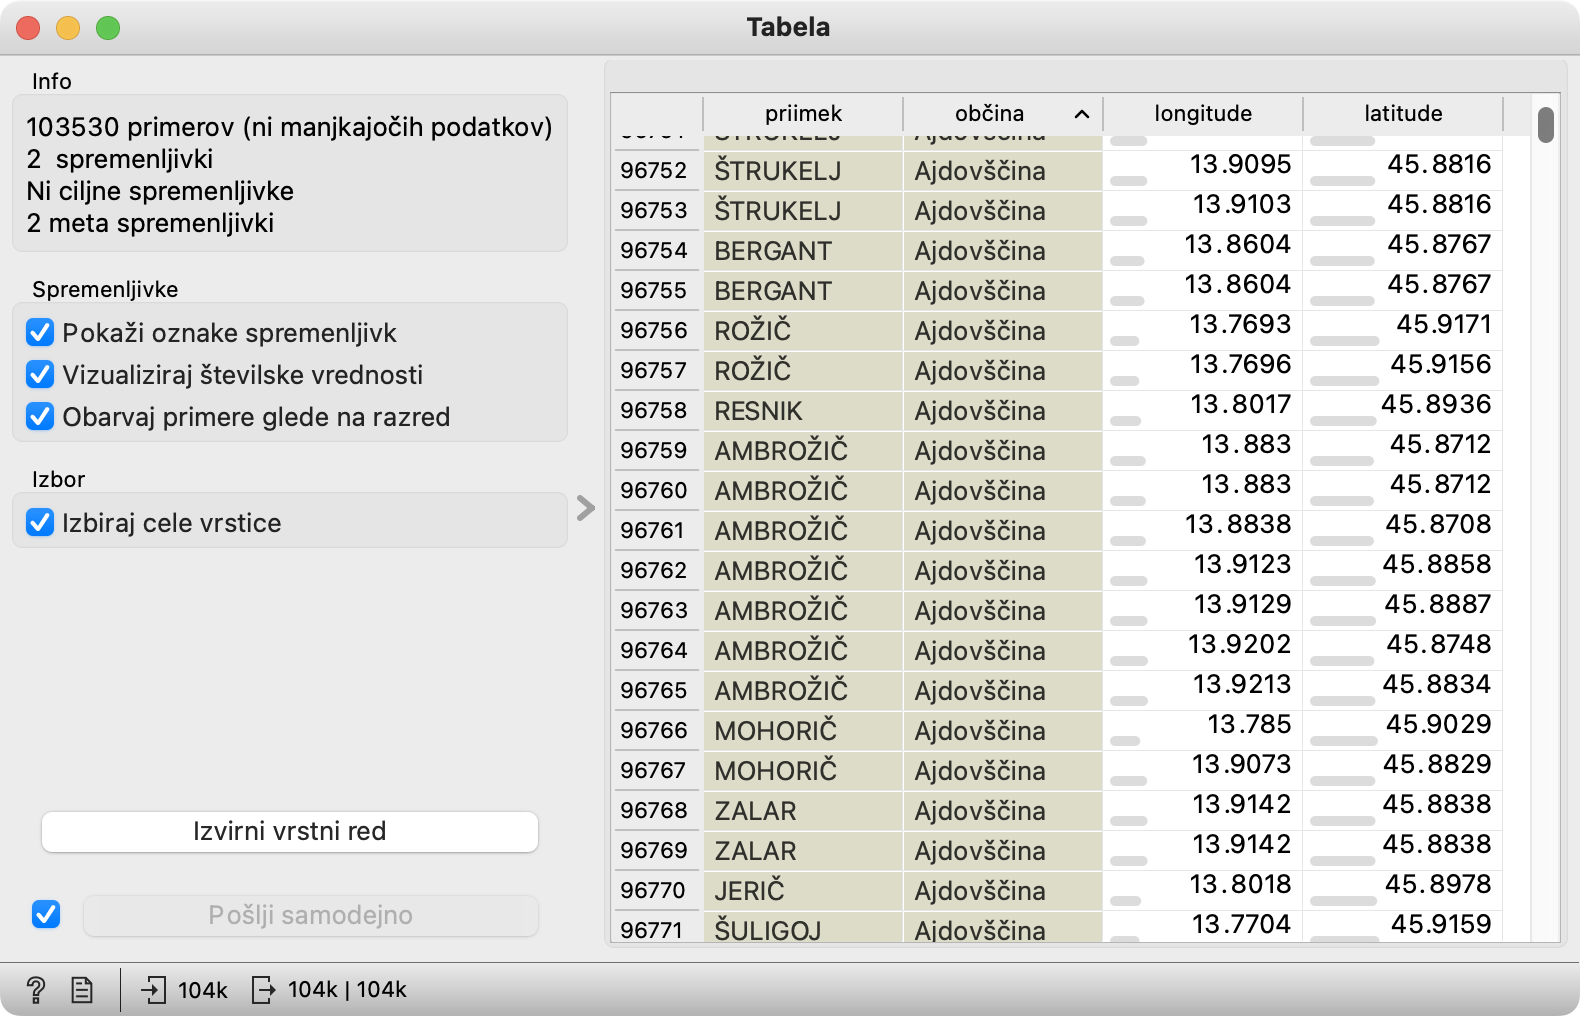 Tabela
Info
103530 primerov (ni manjkajočih podatkov)
2 spremenljivki
Ni ciljne spremenljivke
2 meta spremenljivki
Spremenljivke
Pokaži oznake spremenljivk
Vizualiziraj številske vrednosti
Obarvaj primere glede na razred
Izbor
Izbiraj cele vrstice
Izvirni vrstni red
Pošlji samodejno
priimek občina longitude latitude
96752 ŠTRUKELJ Ajdovščina 13.9095 45.8816
96753 ŠTRUKELJ Ajdovščina 13.9103 45.8816
96754 BERGANT Ajdovščina 13.8604 45.8767
96755 BERGANT Ajdovščina 13.8604 45.8767
96756 ROŽIČ Ajdovščina 13.7693 45.9171
96757 ROŽIČ Ajdovščina 13.7696 45.9156
96758 RESNIK Ajdovščina 13.8017 45.8936
96759 AMBROŽIČ Ajdovščina 13.883 45.8712
96760 AMBROŽIČ Ajdovščina 13.883 45.8712
96761 AMBROŽIČ Ajdovščina 13.8838 45.8708
96762 AMBROŽIČ Ajdovščina 13.9123 45.8858
96763 AMBROŽIČ Ajdovščina 13.9129 45.8887
96764 AMBROŽIČ Ajdovščina 13.9202 45.8748
96765 AMBROŽIČ Ajdovščina 13.9213 45.8834
96766 MOHORIČ Ajdovščina 13.785 45.9029
96767 MOHORIČ Ajdovščina 13.9073 45.8829
96768 ZALAR Ajdovščina 13.9142 45.8838
96769 ZALAR Ajdovščina 13.9142 45.8838
96770 JERIČ Ajdovščina 13.8018 45.8978
96771 ŠULIGOJ Ajdovščina 13.7704 45.9159
? 104k 104k | 104k